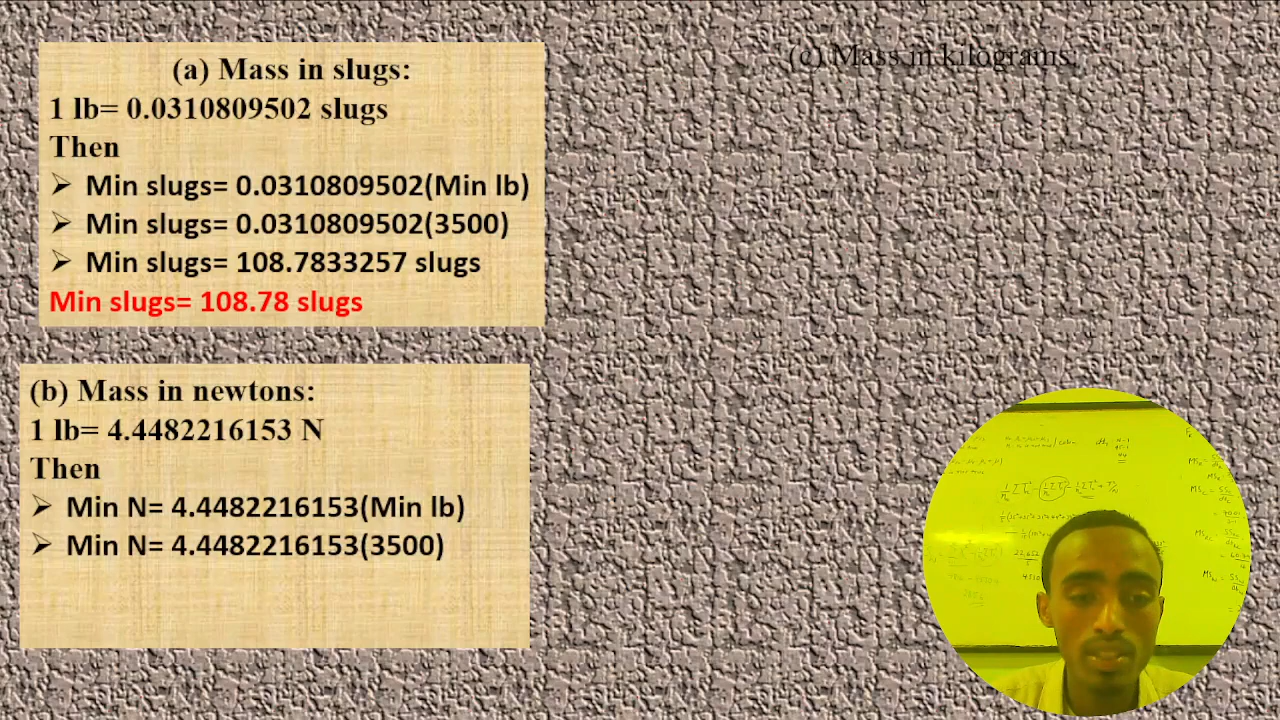 (a) Mass in slugs:
1 lb= 0.0310809502 slugs
Then
➢ Min slugs= 0.0310809502(Min lb)
➢ Min slugs= 0.0310809502(3500)
➢ Min slugs= 108.7833257 slugs
Min slugs= 108.78 slugs
(b) Mass in newtons:
1 lb= 4.4482216153 N
Then
➢ Min N= 4.4482216153(Min lb)
➢ Min N= 4.4482216153(3500)
(c) Mass in kilograms: